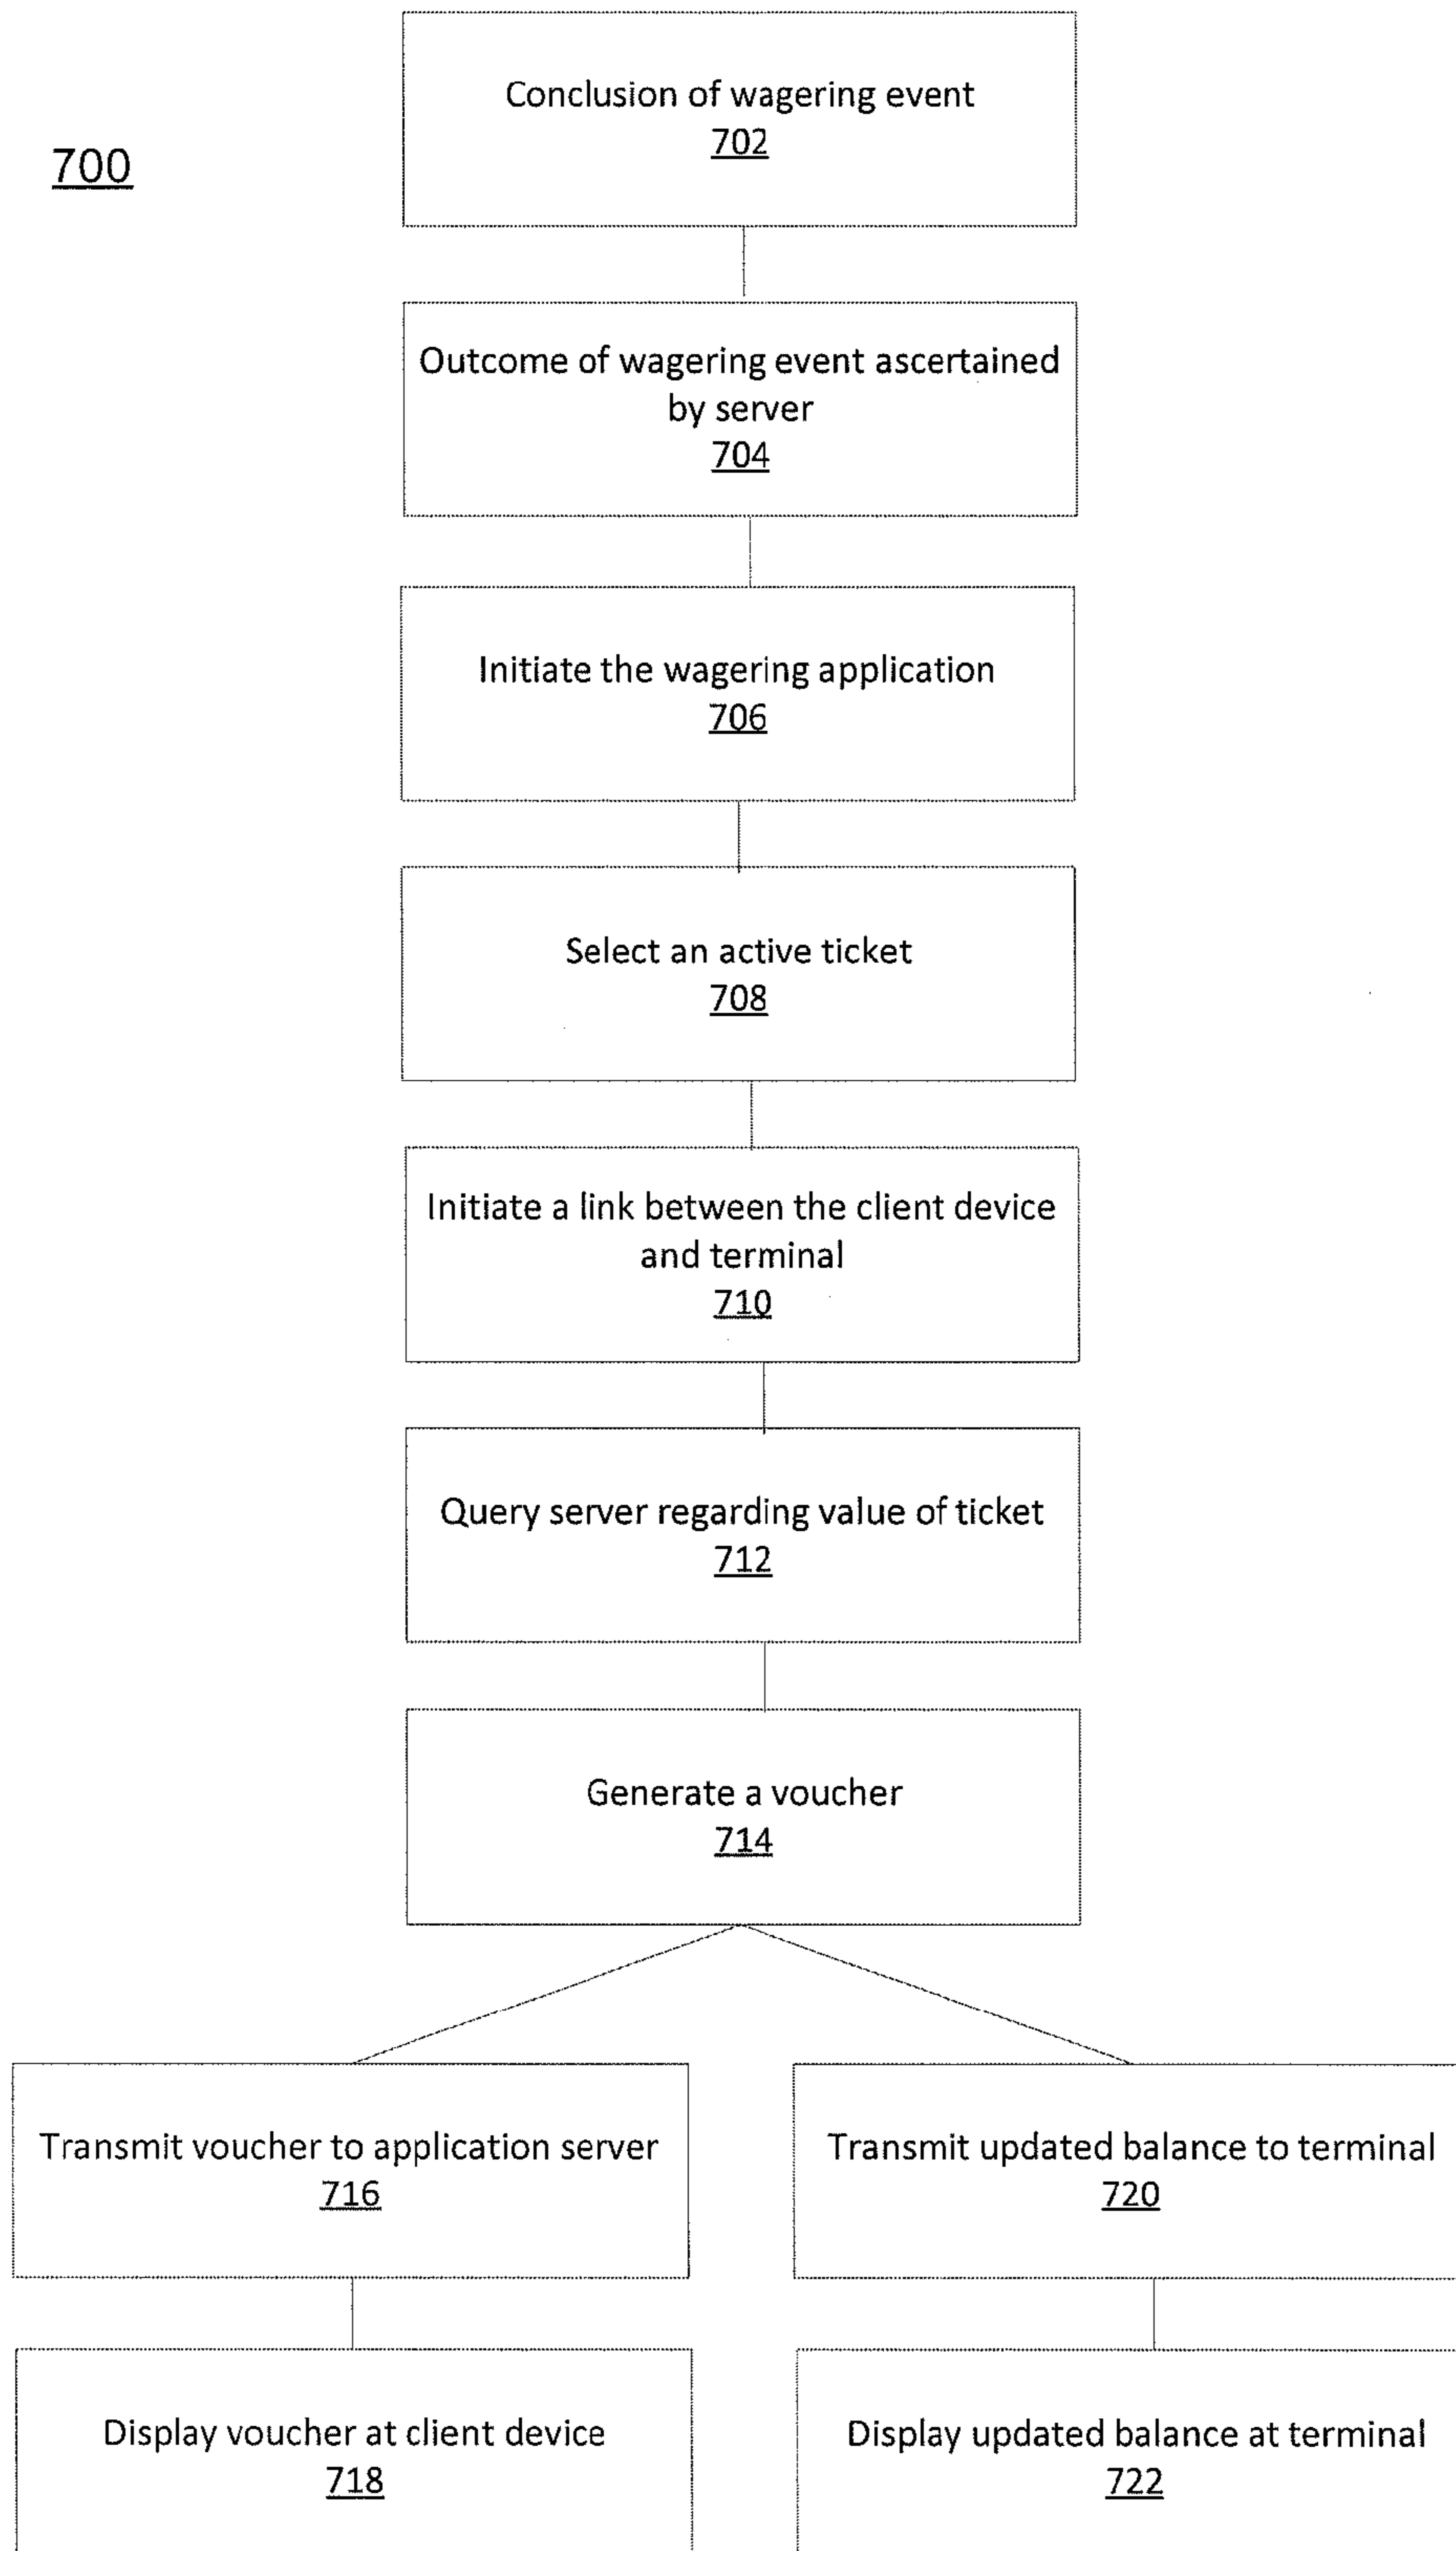 Conclusion of wagering event
702
700
Outcome of wagering event ascertained
by server
704
Initiate the wagering application
706
Select an active ticket
708
Initiate a link between the client device
and terminal
710
Query server regarding value of ticket
712
Generate a voucher
714
Transmit voucher to application server
716
Transmit updated balance to terminal
720
Display voucher at client device
718
Display updated balance at terminal
722